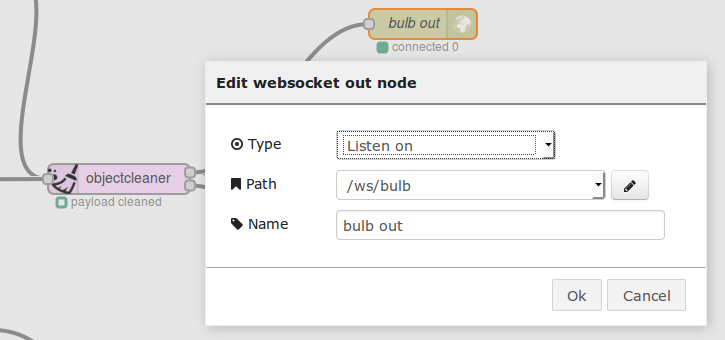 bulb out
connected 0
Edit websocket out node
Type
Listen on
objectcleaner
Path
/ws/bulb
payload cleaned
Name
bulb out
Ok
Cancel